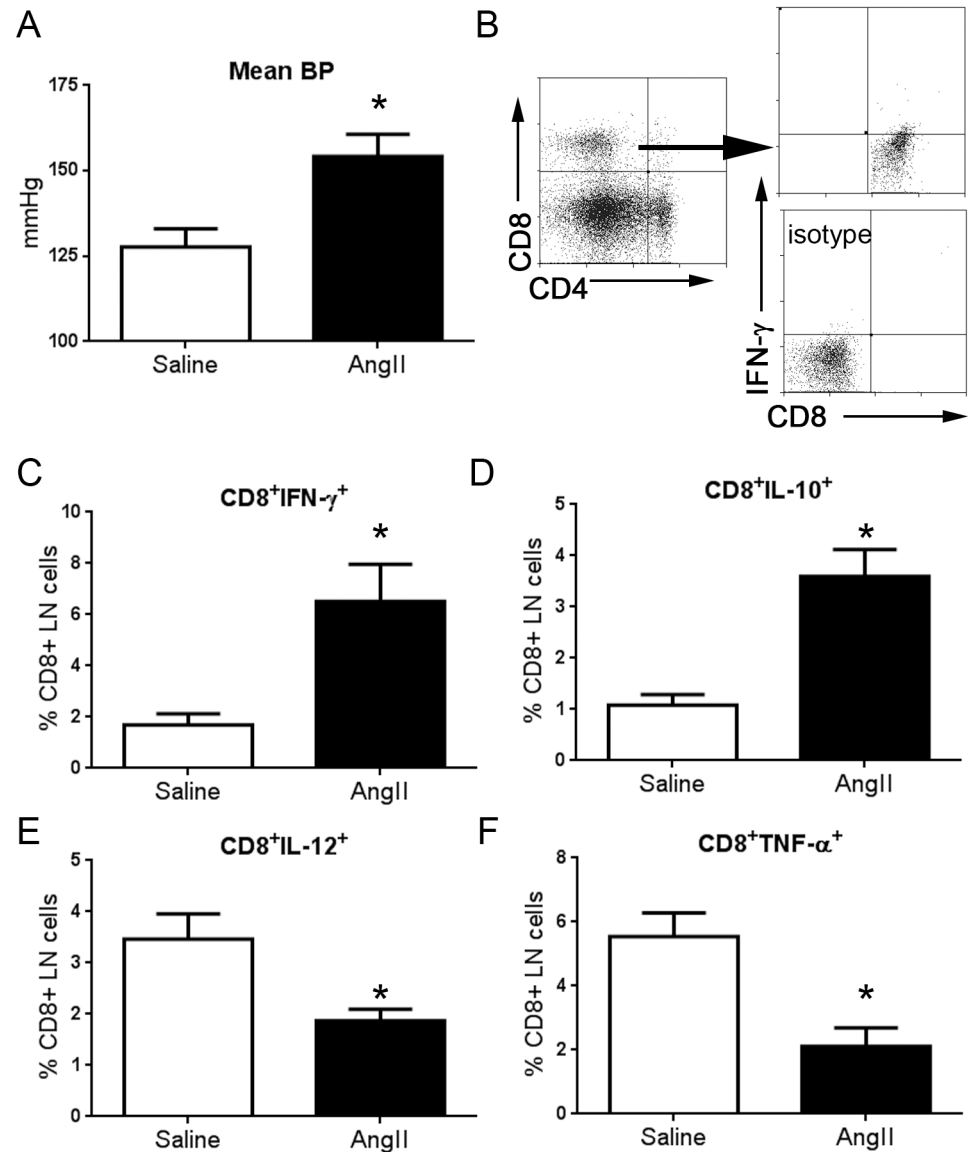 A
Mean BP
175
150
125
100
mmHg
*
Saline
AngII
B
CD8
CD4
isotype
IFN-γ
CD8
C
CD8+IFN-γ+
10
8
6
4
2
0
% CD8+ LN cells
*
Saline
AngII
D
CD8+IL-10+
5
4
3
2
1
0
% CD8+ LN cells
*
Saline
AngII
E
CD8+IL-12+
5
4
3
2
1
0
% CD8+ LN cells
*
Saline
AngII
F
CD8+TNF-α+
8
6
4
2
0
% CD8+ LN cells
*
Saline
AngII